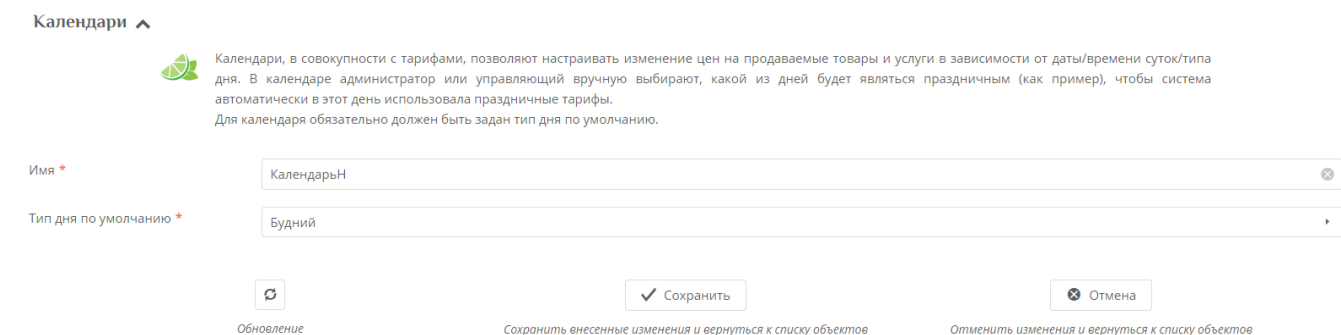 Календари
Календари, в совокупности с тарифами, позволяют настраивать изменение цен на продаваемые товары и услуги в зависимости от даты/времени суток/типа
дня. В календаре администратор или управляющий вручную выбирают, какой из дней будет являться праздничным (как пример), чтобы система
автоматически в этот день использовала праздничные тарифы.
Для календаря обязательно должен быть задан тип дня по умолчанию.
Имя *
КалендарьН
Тип дня по умолчанию *
Будний
Сохранить
Отмена
Обновление
Сохранить внесенные изменения и вернуться к списку объектов
Отменить изменения и вернуться к списку объектов